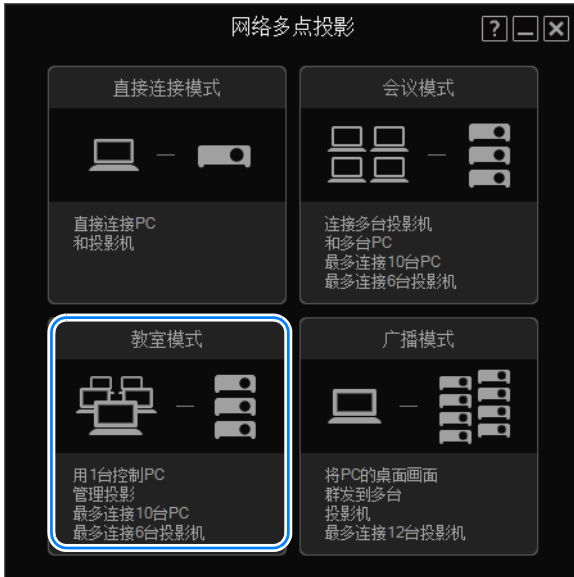 网络多点投影
直接连接模式
直接连接PC
和投影机
会议模式
连接多台投影机
和多台PC
最多连接10台PC
最多连接6台投影机
教室模式
用1台控制PC
管理投影
最多连接10台PC
最多连接6台投影机
广播模式
将PC的桌面画面
群发到多台
投影机
最多连接12台投影机